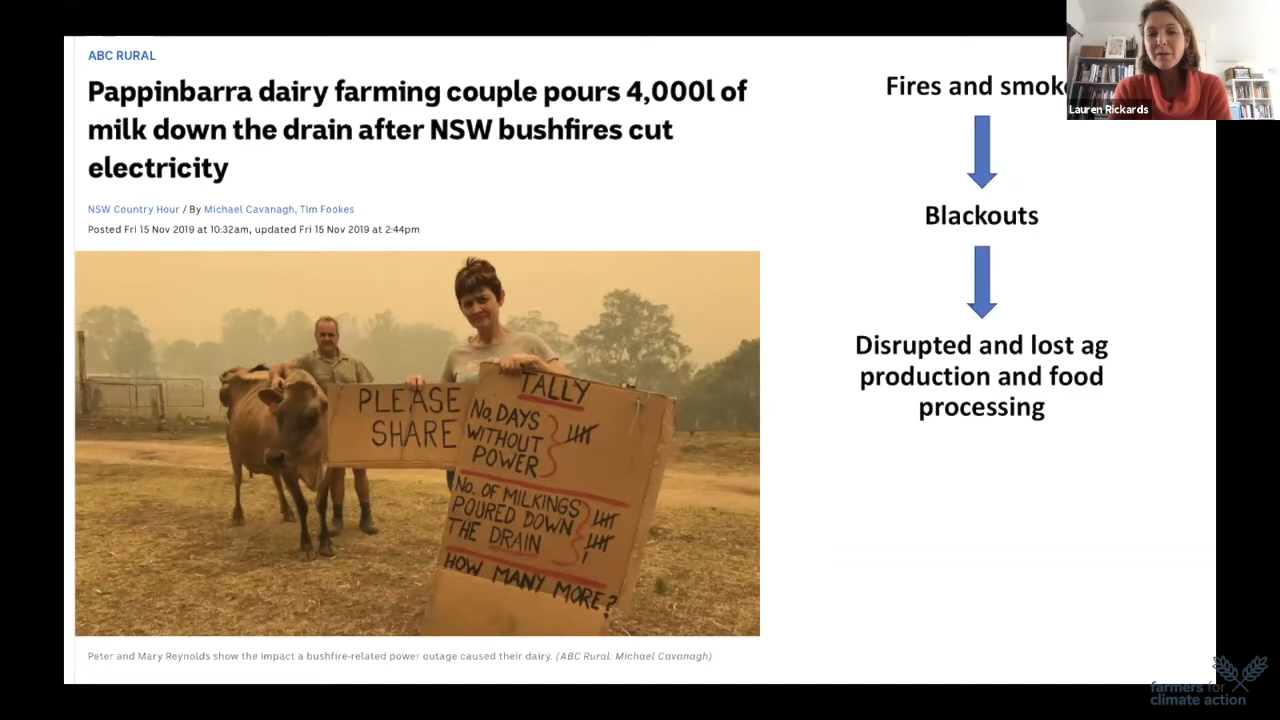 ABC RURAL
Pappinbarra dairy farming couple pours 4,000l of
milk down the drain after NSW bushfires cut
electricity
NSW Country Hour / By Michael Cavanagh, Tim Fookes
Posted Fri 15 Nov 2019 at 10:32am, updated Fri 15 Nov 2019 at 2:44pm
PLEASE
SHARE
TALLY
No. DAYS
WITHOUT
POWER
No. OF MILKINGS
POURED DOWN
THE DRAIN
HOW MANY MORE?
Peter and Mary Reynolds show the impact a bushfire-related power outage caused their dairy. (ABC Rural: Michael Cavanagh)
Fires and smoke
Blackouts
Disrupted and lost ag
production and food
processing
Lauren Rickards
farmers for
climate action